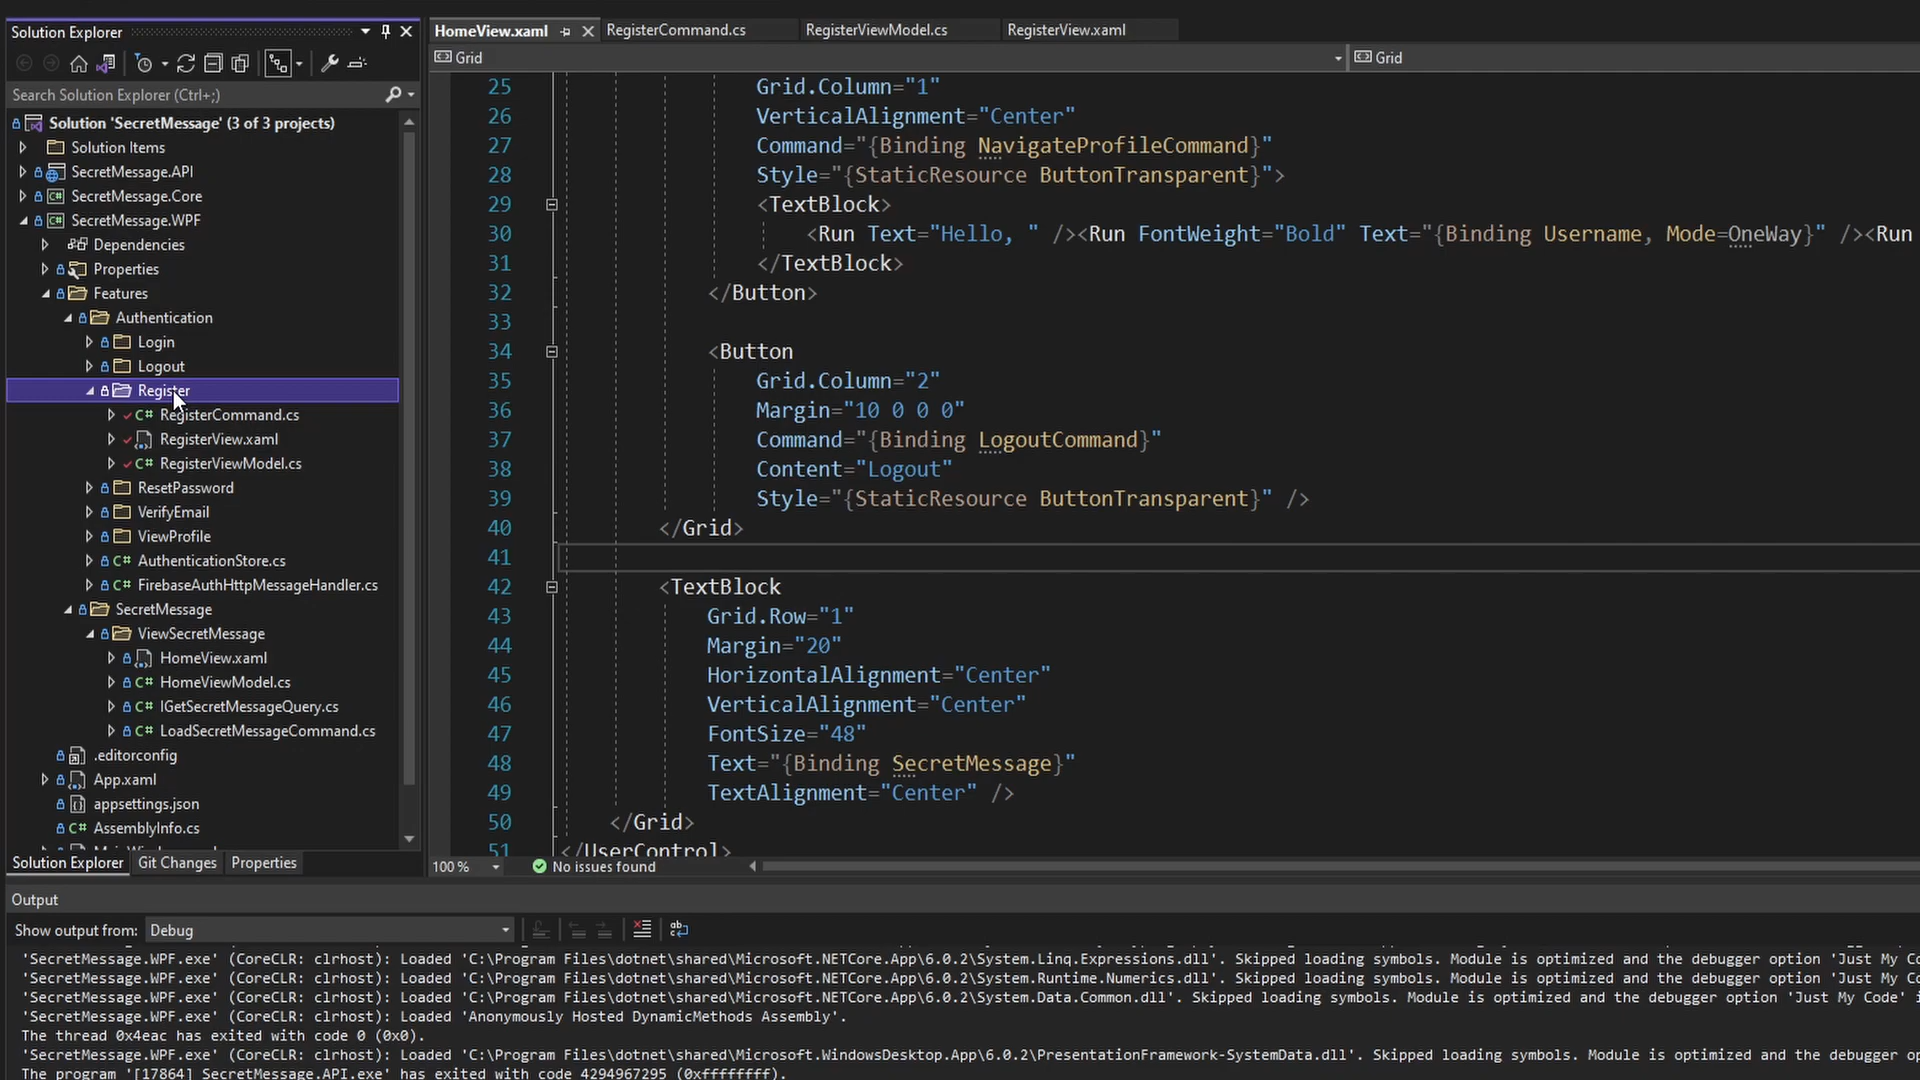 Solution Explorer
Search Solution Explorer (Ctrl+;)
Solution 'SecretMessage' (3 of 3 projects)
Solution Items
SecretMessage.API
SecretMessage.Core
SecretMessage.WPF
Dependencies
Properties
Features
Authentication
Login
Logout
Register
RegisterCommand.cs
RegisterView.xaml
RegisterViewModel.cs
ResetPassword
VerifyEmail
ViewProfile
AuthenticationStore.cs
FirebaseAuthHttpMessageHandler.cs
SecretMessage
ViewSecretMessage
HomeView.xaml
HomeViewModel.cs
IGetSecretMessageQuery.cs
LoadSecretMessageCommand.cs
.editorconfig
App.xaml
appsettings.json
AssemblyInfo.cs
Solution Explorer Git Changes Properties
HomeView.xaml RegisterCommand.cs RegisterViewModel.cs RegisterView.xaml
Grid Grid
25 Grid.Column="1"
26 VerticalAlignment="Center"
27 Command="{Binding NavigateProfileCommand}"
28 Style="{StaticResource ButtonTransparent}">
29 <TextBlock>
30 <Run Text="Hello, " /><Run FontWeight="Bold" Text="{Binding Username, Mode=OneWay}" /><Run
31 </TextBlock>
32 </Button>
33
34 <Button
35 Grid.Column="2"
36 Margin="10 0 0 0"
37 Command="{Binding LogoutCommand}"
38 Content="Logout"
39 Style="{StaticResource ButtonTransparent}" />
40 </Grid>
41
42 <TextBlock
43 Grid.Row="1"
44 Margin="20"
45 HorizontalAlignment="Center"
46 VerticalAlignment="Center"
47 FontSize="48"
48 Text="{Binding SecretMessage}"
49 TextAlignment="Center" />
50 </Grid>
51 </UserControl>
100 % No issues found
Output
Show output from: Debug
'SecretMessage.WPF.exe' (CoreCLR: clrhost): Loaded 'C:\Program Files\dotnet\shared\Microsoft.NETCore.App\6.0.2\System.Linq.Expressions.dll'. Skipped loading symbols. Module is optimized and the debugger option 'Just My Co
'SecretMessage.WPF.exe' (CoreCLR: clrhost): Loaded 'C:\Program Files\dotnet\shared\Microsoft.NETCore.App\6.0.2\System.Runtime.Numerics.dll'. Skipped loading symbols. Module is optimized and the debugger option 'Just My Cod
'SecretMessage.WPF.exe' (CoreCLR: clrhost): Loaded 'C:\Program Files\dotnet\shared\Microsoft.NETCore.App\6.0.2\System.Data.Common.dll'. Skipped loading symbols. Module is optimized and the debugger option 'Just My Code' i
'SecretMessage.WPF.exe' (CoreCLR: clrhost): Loaded 'Anonymously Hosted DynamicMethods Assembly'.
The thread 0x4eac has exited with code 0 (0x0).
'SecretMessage.WPF.exe' (CoreCLR: clrhost): Loaded 'C:\Program Files\dotnet\shared\Microsoft.WindowsDesktop.App\6.0.2\PresentationFramework-SystemData.dll'. Skipped loading symbols. Module is optimized and the debugger op
The program '[17864] SecretMessage.API.exe' has exited with code 4294967295 (0xffffffff).